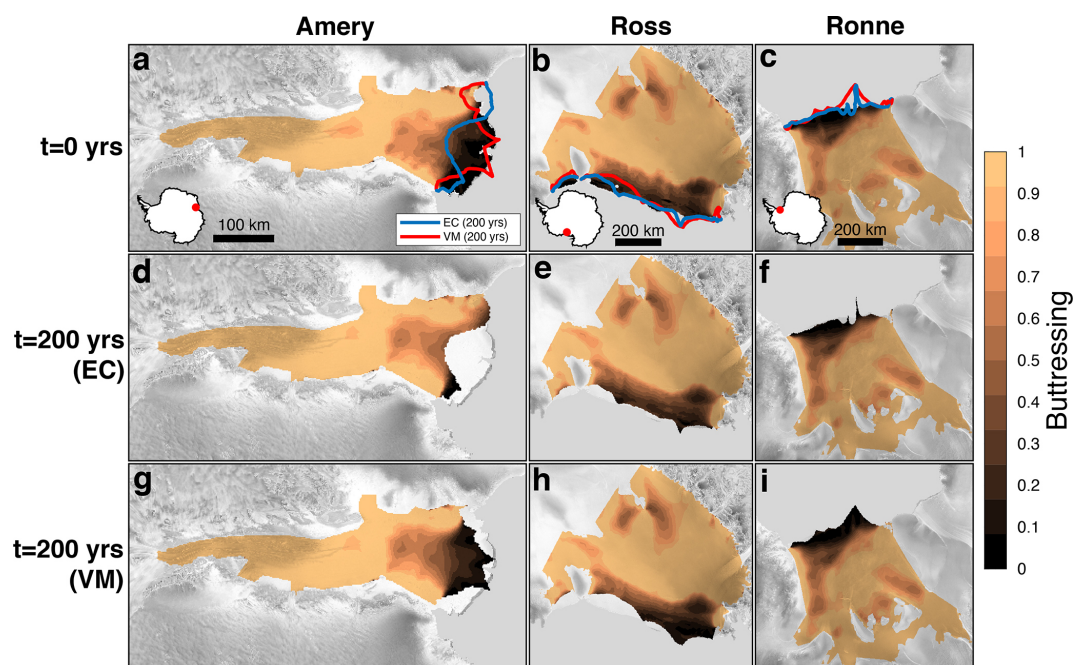 Amery
Ross
Ronne
a
b
c
t=0 yrs
EC (200 yrs)
VM (200 yrs)
100 km
200 km
200 km
d
e
f
t=200 yrs
(EC)
g
h
i
t=200 yrs
(VM)
1
0.9
0.8
0.7
0.6
0.5
0.4
0.3
0.2
0.1
0
Buttressing